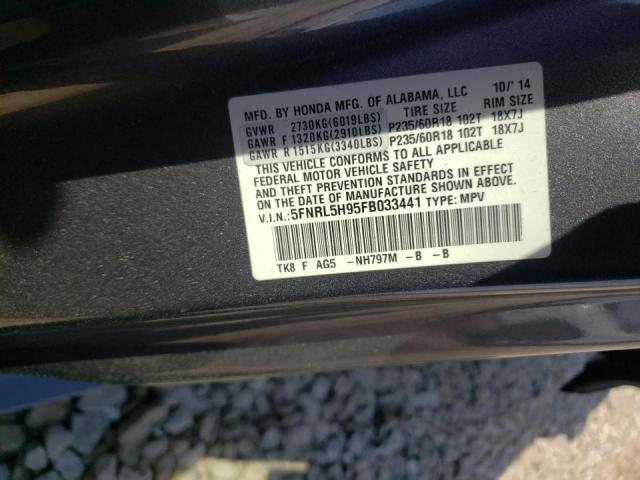 MFD. BY HONDA MFG. OF ALABAMA, LLC 10/'14
GVWR 2730KG(6019LBS) TIRE SIZE RIM SIZE
GAWR F 1320KG(2910LBS) P235/60R18 102T 18X7J
GAWR R 1515KG(3340LBS) P235/60R18 102T 18X7J
THIS VEHICLE CONFORMS TO ALL APPLICABLE
FEDERAL MOTOR VEHICLE SAFETY
AND THEFT PREVENTION STANDARDS IN EFFECT
ON THE DATE OF MANUFACTURE SHOWN ABOVE.
V.I.N.:5FNRL5H95FB033441 TYPE: MPV
TK8 F AG5 -NH797M -B -B